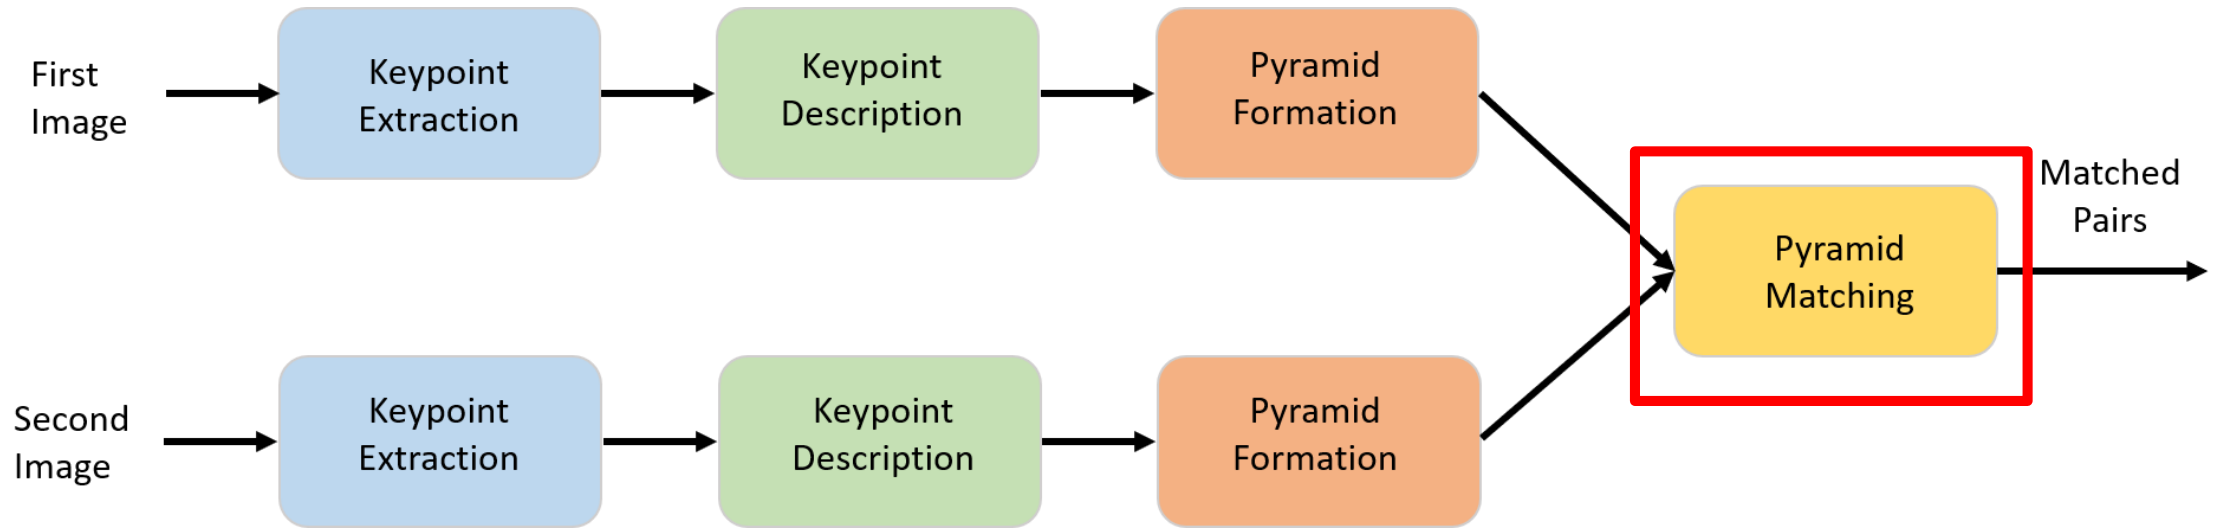 First
Image
Keypoint
Extraction
Keypoint
Description
Pyramid
Formation
Pyramid
Matching
Matched
Pairs
Second
Image
Keypoint
Extraction
Keypoint
Description
Pyramid
Formation